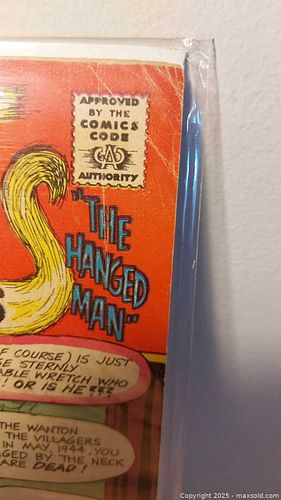 APPROVED
BY THE
COMICS
CODE
CA
AUTHORITY
S
"THE
HANGED
MAN"
F COURSE) IS JUST
SE STERNLY
ABLE WRETCH WHO
! OR IS HE???
THE WANTON
THE VILLAGERS
IN MAY, 1944, YOU
GED BY THE NECK
ARE DEAD!
Copyright 2025 - maxsold.com